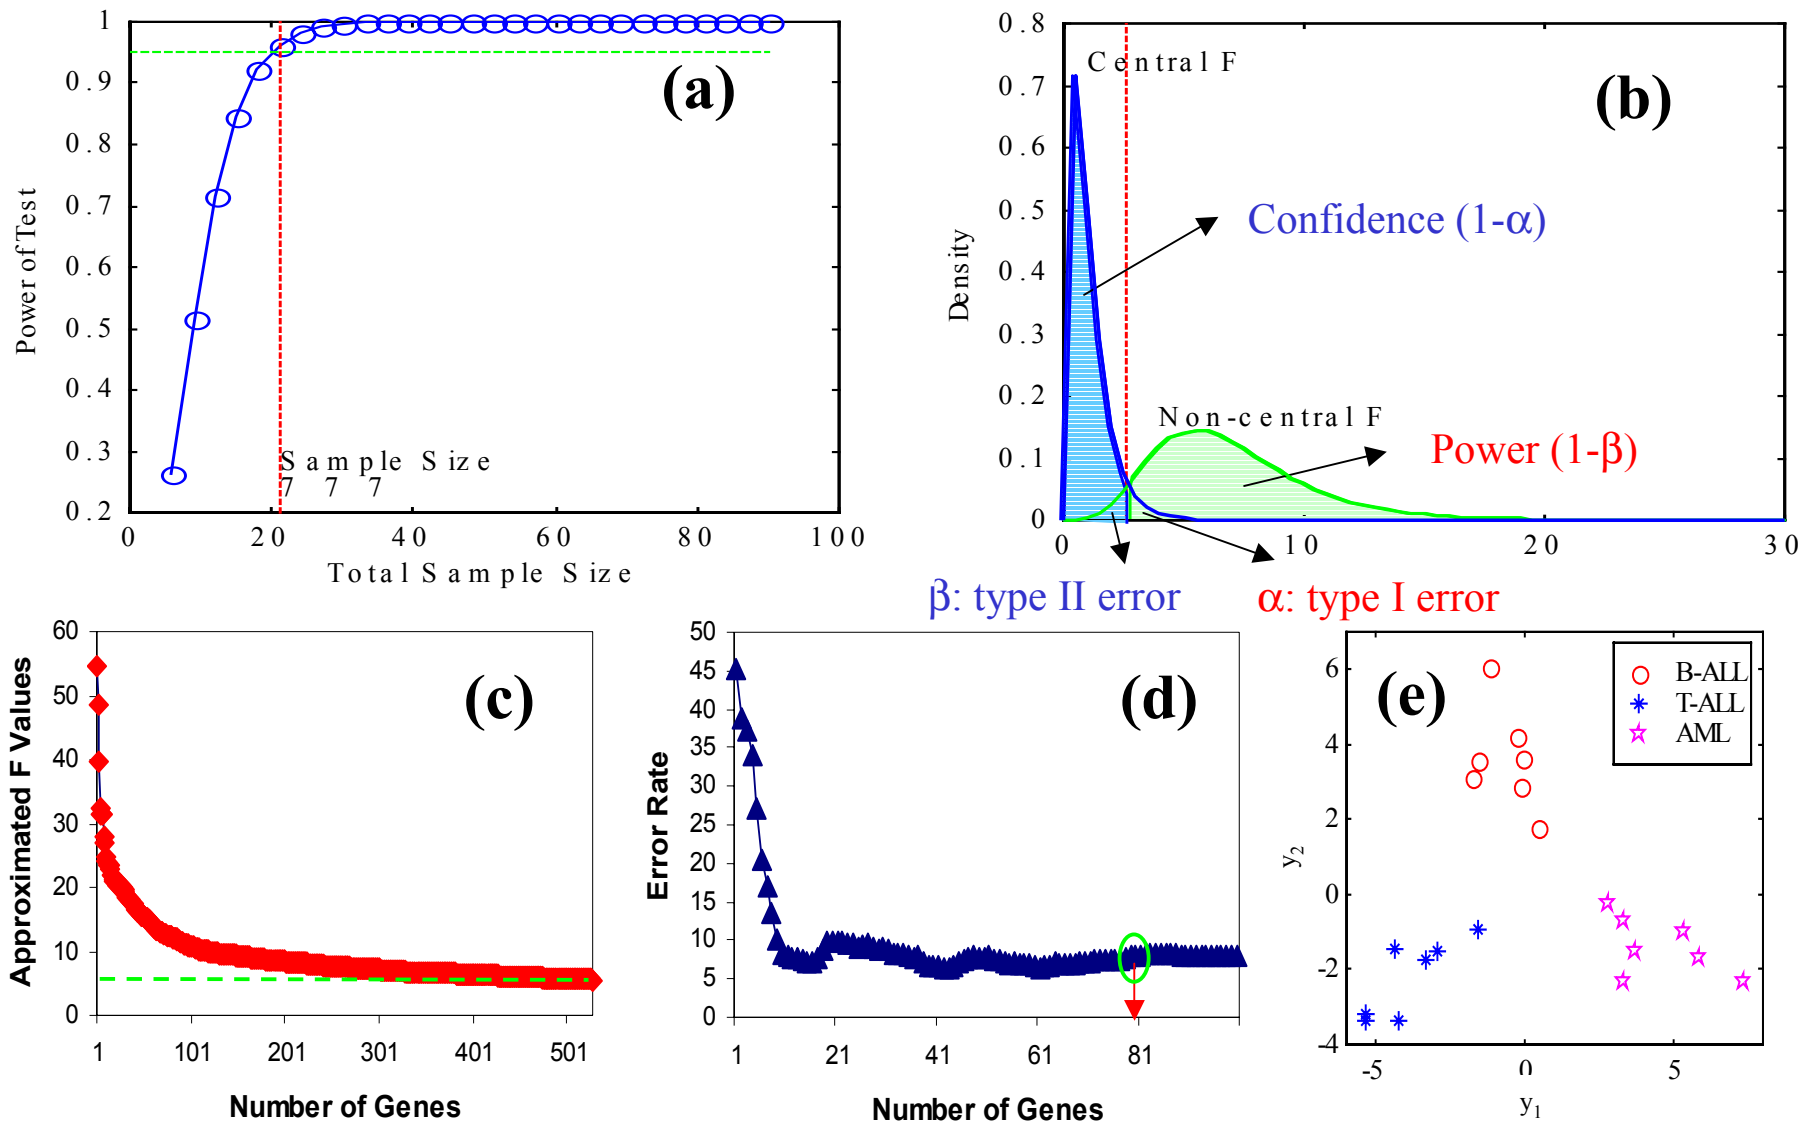 (a)
Power of Test
1
0.9
0.8
0.7
0.6
0.5
0.4
0.3
0.2
0 20 40 60 80 100
Sample Size
7 7 7
Total Sample Size
(b)
Density
0.8
0.7
0.6
0.5
0.4
0.3
0.2
0.1
0
0 10 20 30
Central F
Confidence (1-α)
Non-central F
Power (1-β)
β: type II error
α: type I error
(c)
Approximated F Values
60
50
40
30
20
10
0
1 101 201 301 401 501
Number of Genes
(d)
Error Rate
50
45
40
35
30
25
20
15
10
5
0
1 21 41 61 81
Number of Genes
(e)
B-ALL
T-ALL
AML
y2
6
4
2
0
-2
-4
-5 0 5
y1